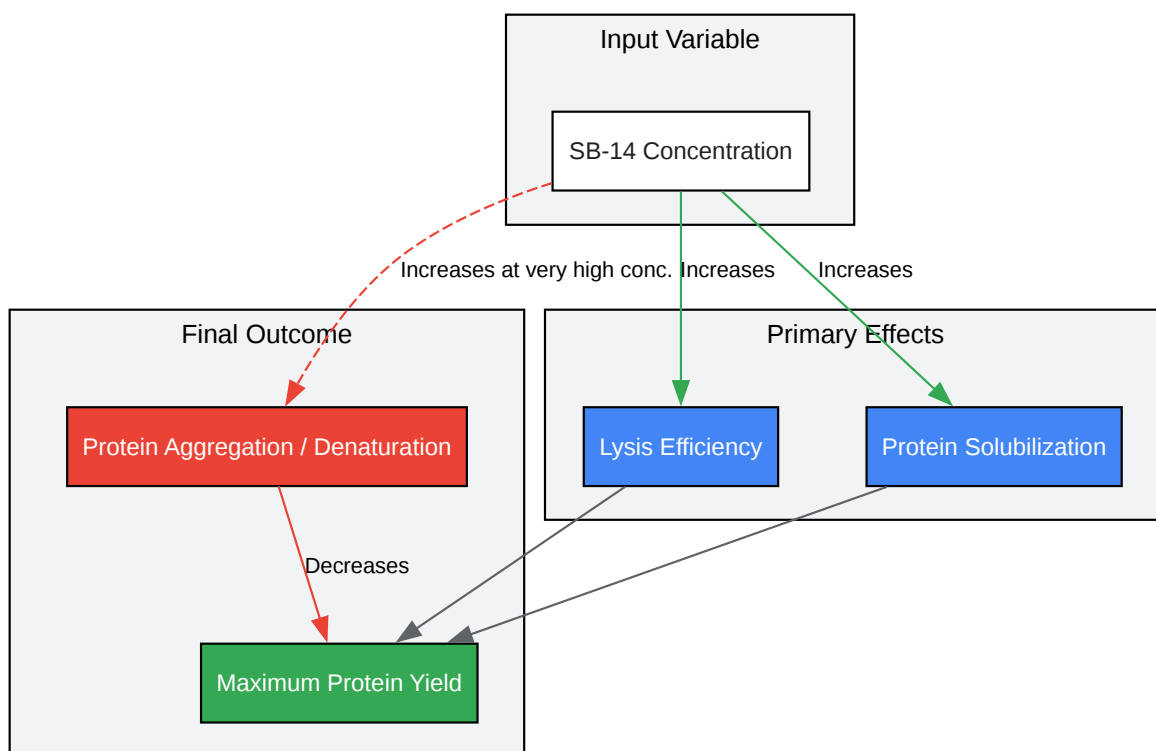 Input Variable
SB-14 Concentration
Increases at very high conc.
Increases
Increases
Final Outcome
Primary Effects
Protein Aggregation / Denaturation
Lysis Efficiency
Protein Solubilization
Decreases
Maximum Protein Yield